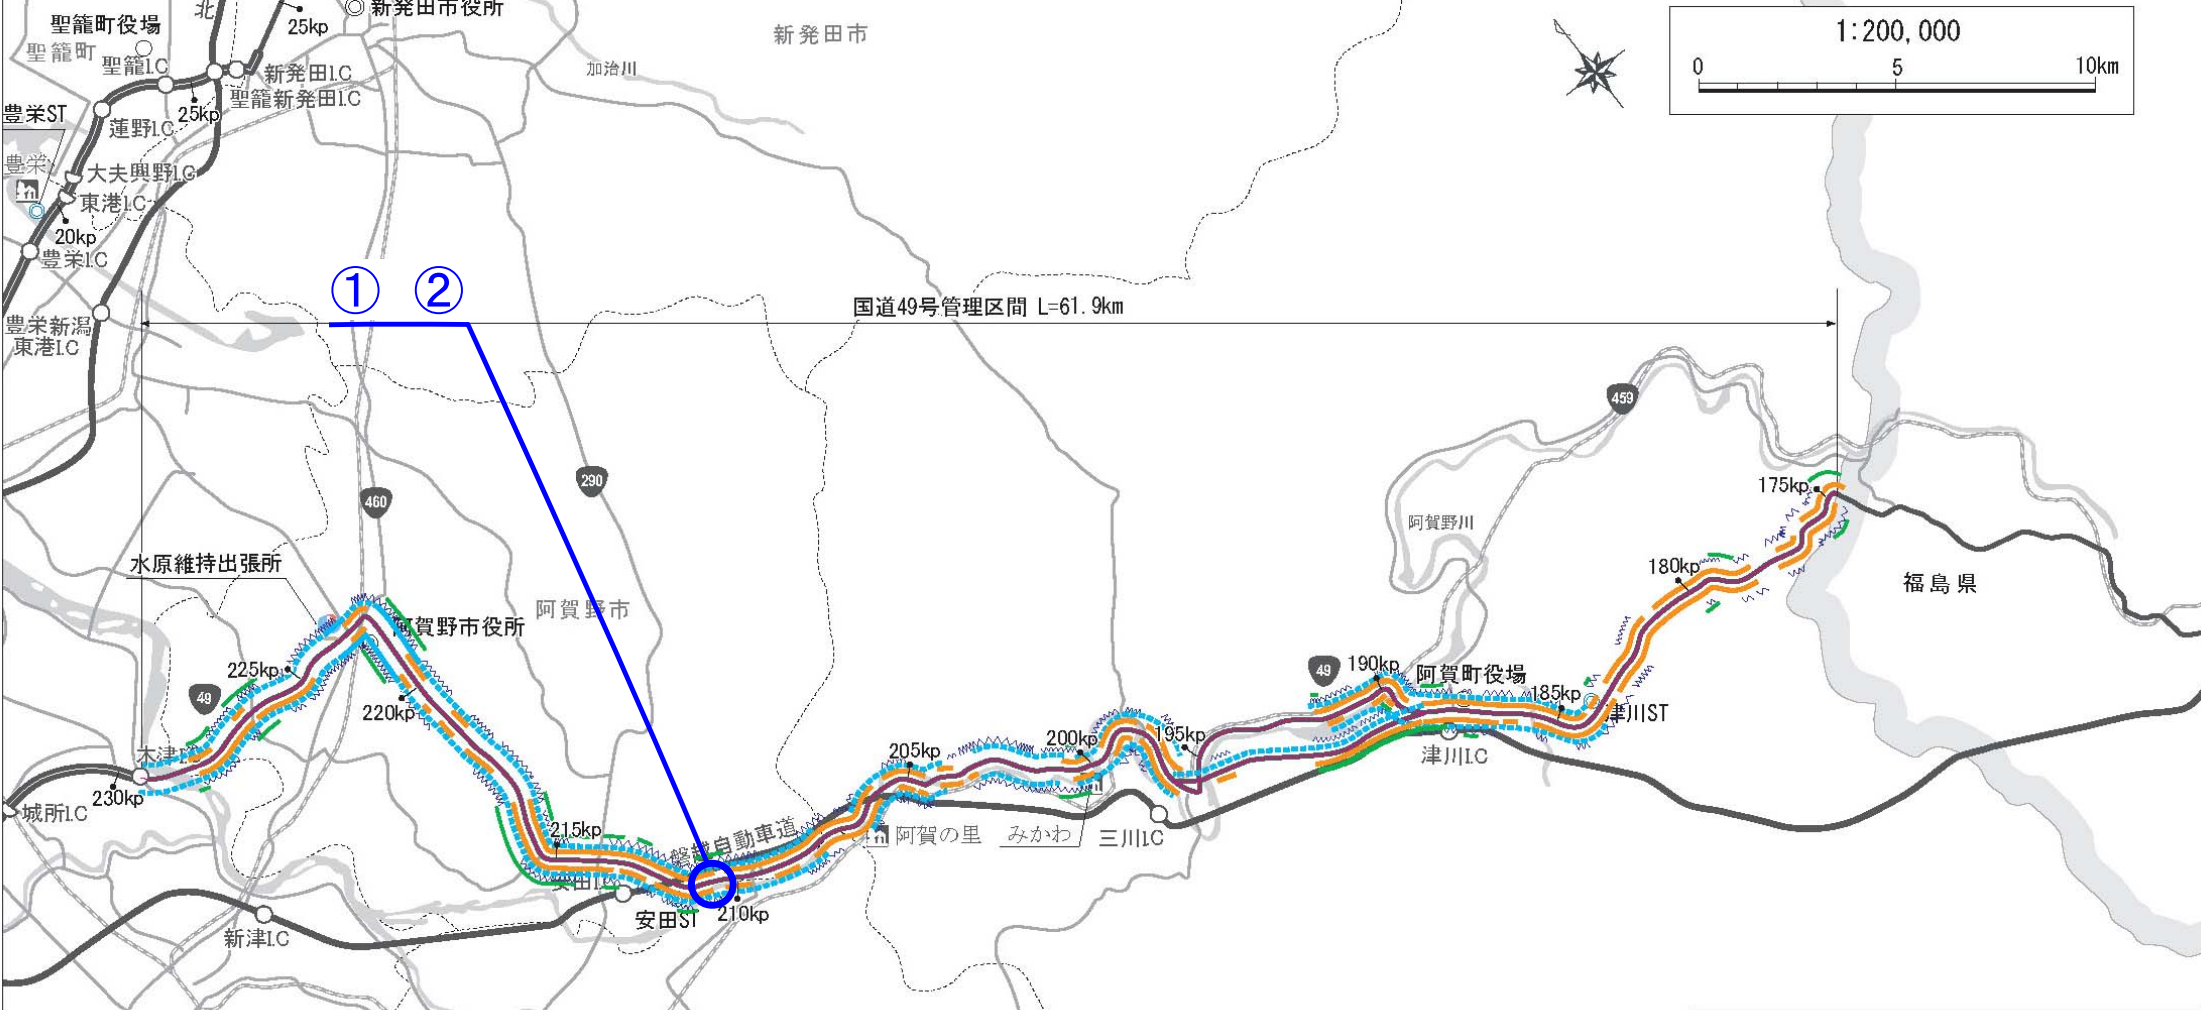 新発田市役所
25kp
北
聖籠町役場
聖籠町
聖籠I.C
新発田I.C
聖籠新発田I.C
25kp
新発田市
加治川
1:200,000
0 5 10km
豊栄ST
蓮野I.C
豊栄
大夫興野I.C
東港I.C
20kp
豊栄I.C
豊栄新潟
東港I.C
① ②
国道49号管理区間 L=61.9km
459
290
460
175kp
阿賀野川
水原維持出張所
180kp
福島県
阿賀野市
阿賀野市役所
225kp
49
220kp
49
190kp
阿賀町役場
185kp
津川ST
津川I.C
195kp
200kp
205kp
230kp
城所I.C
215kp
磐越自動車道
阿賀の里
みかわ
三川I.C
安田I.C
安田ST
210kp
新津I.C